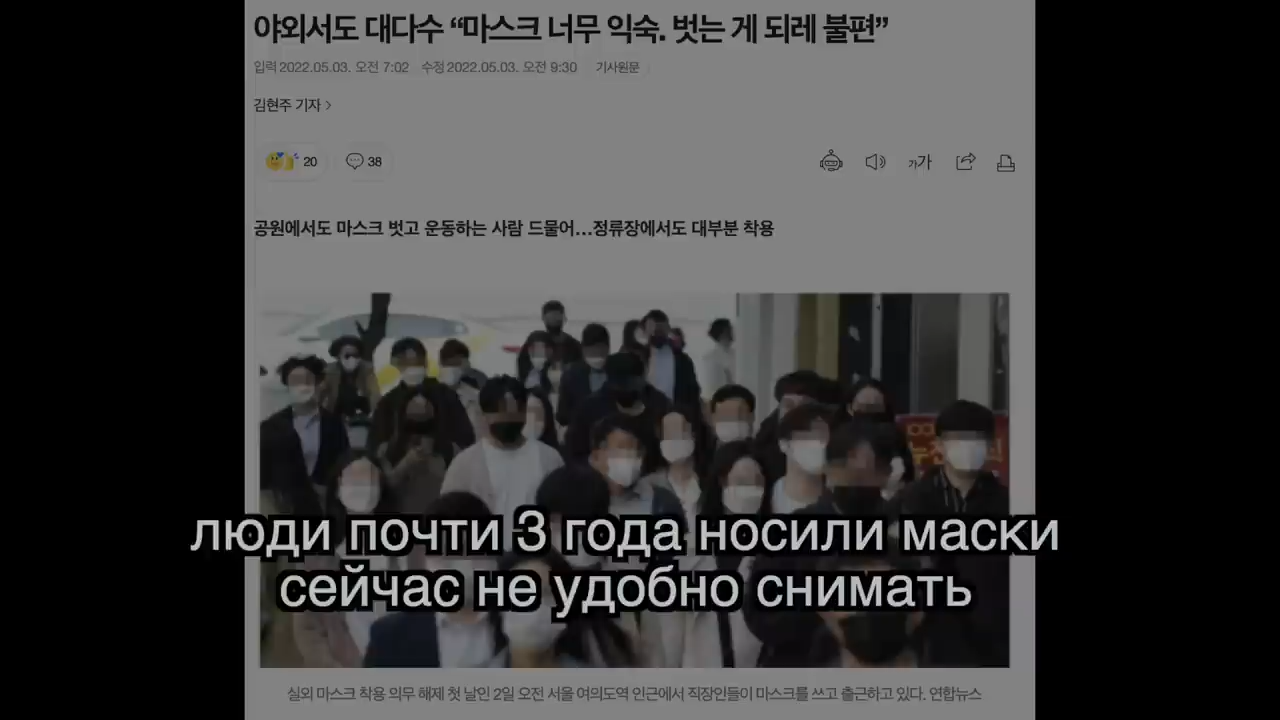 야외서도 대다수 “마스크 너무 익숙. 벗는 게 되레 불편”
입력 2022.05.03. 오전 7:02 수정 2022.05.03. 오전 9:30 기사원문
김현주 기자 >
20 38
가가
공원에서도 마스크 벗고 운동하는 사람 드물어…정류장에서도 대부분 착용
люди почти 3 года носили маски
сейчас не удобно снимать
실외 마스크 착용 의무 해제 첫 날인 2일 오전 서울 여의도역 인근에서 직장인들이 마스크를 쓰고 출근하고 있다. 연합뉴스